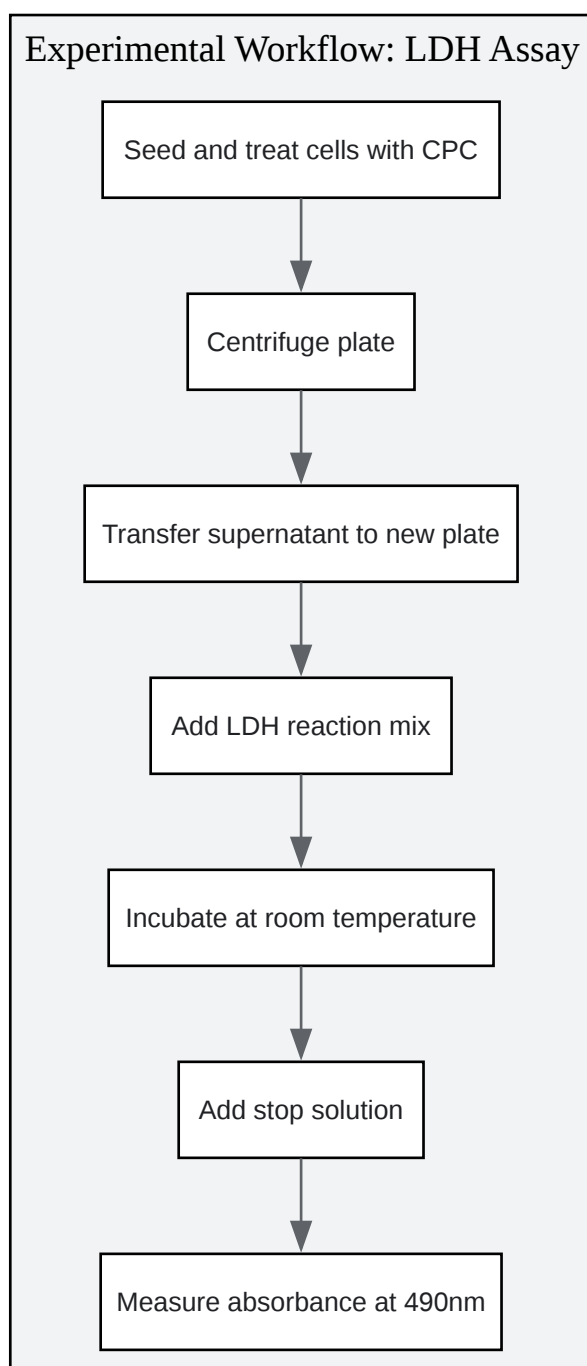 Experimental Workflow: LDH Assay
Seed and treat cells with CPC
Centrifuge plate
Transfer supernatant to new plate
Add LDH reaction mix
Incubate at room temperature
Add stop solution
Measure absorbance at 490nm